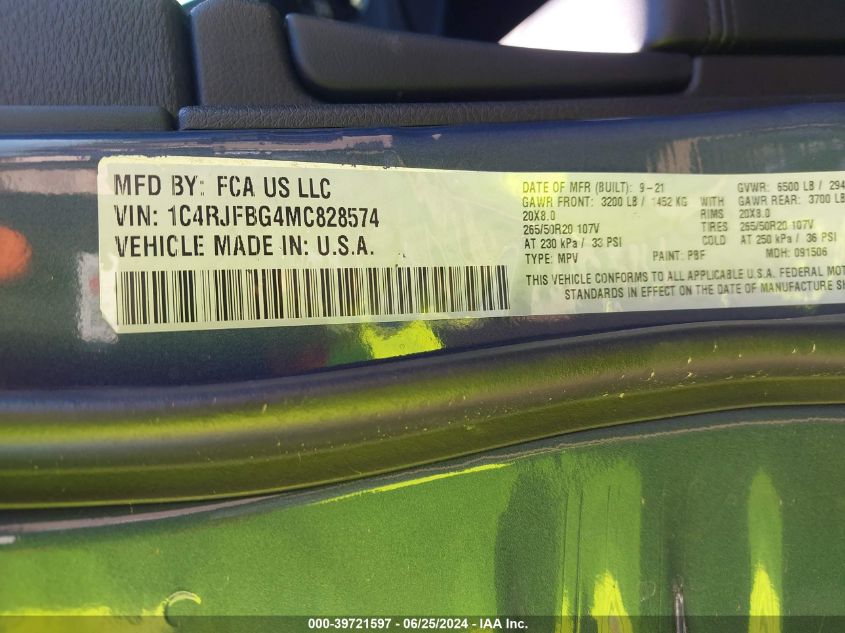 MFD BY: FCA US LLC
VIN: 1C4RJFBG4MC828574
VEHICLE MADE IN: U.S.A.
DATE OF MFR (BUILT): 9-21 GVWR: 6500 LB / 294
GAWR FRONT: 3200 LB / 1452 KG WITH GAWR REAR: 3700 LB
20X8.0 RIMS 20X8.0
265/50R20 107V TIRES 265/50R20 107V
AT 230 kPa / 33 PSI COLD AT 250 kPa / 36 PSI
TYPE: MPV PAINT: PBF MDH: 091506
THIS VEHICLE CONFORMS TO ALL APPLICABLE U.S.A. FEDERAL MOT
STANDARDS IN EFFECT ON THE DATE OF MANUFACTURE SH
000-39721597 - 06/25/2024 - IAA Inc.